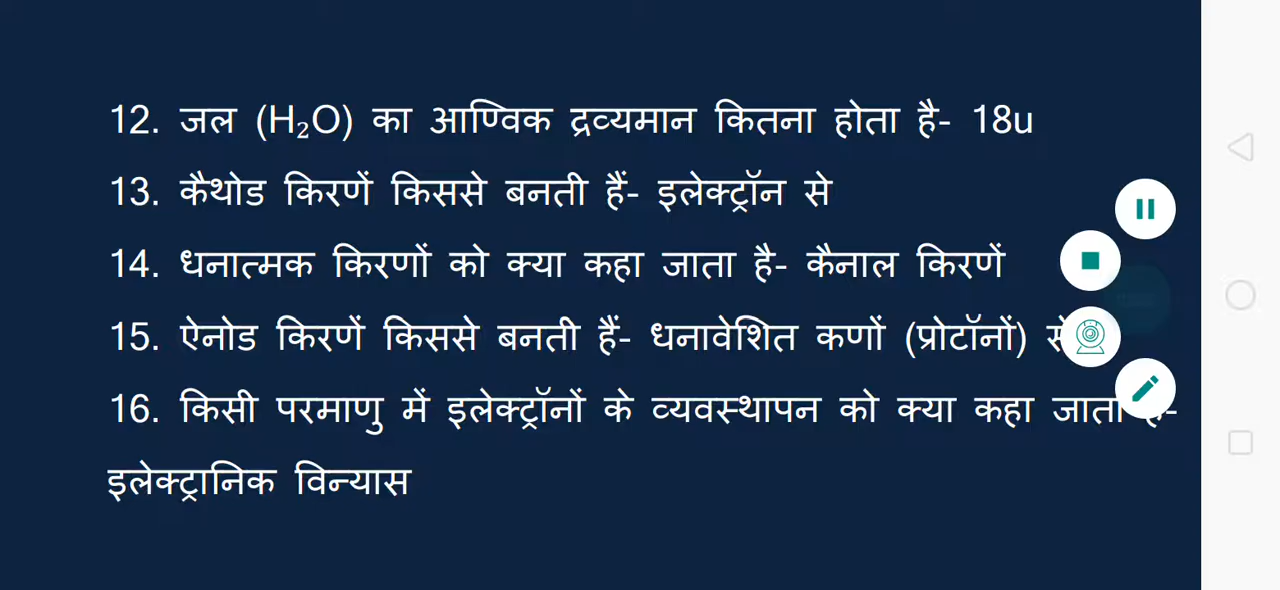 12. जल (H₂O) का आण्विक द्रव्यमान कितना होता है- 18u
13. कैथोड किरणें किससे बनती हैं- इलेक्ट्रॉन से
14. धनात्मक किरणों को क्या कहा जाता है- कैनाल किरणें
15. ऐनोड किरणें किससे बनती हैं- धनावेशित कणों (प्रोटॉनों) से
16. किसी परमाणु में इलेक्ट्रॉनों के व्यवस्थापन को क्या कहा जाता है-
इलेक्ट्रानिक विन्यास